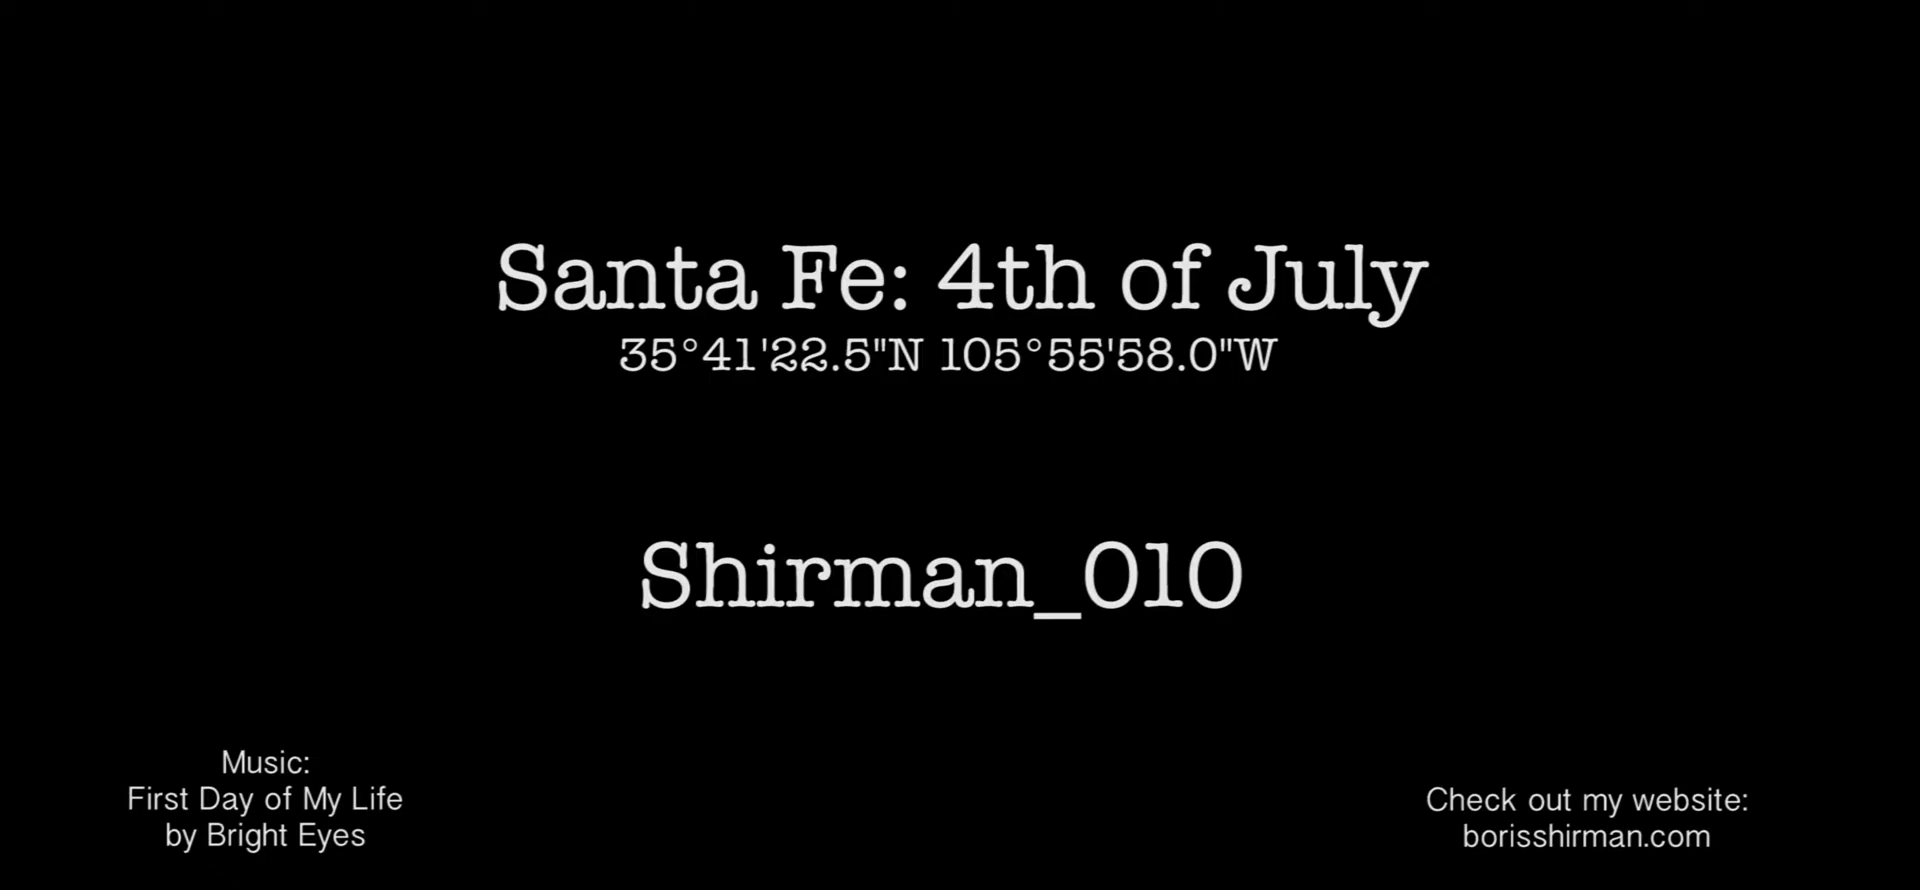 Santa Fe: 4th of July
35°41'22.5"N 105°55'58.0"W
Shirman_010
Music:
First Day of My Life
by Bright Eyes
Check out my website:
borisshirman.com